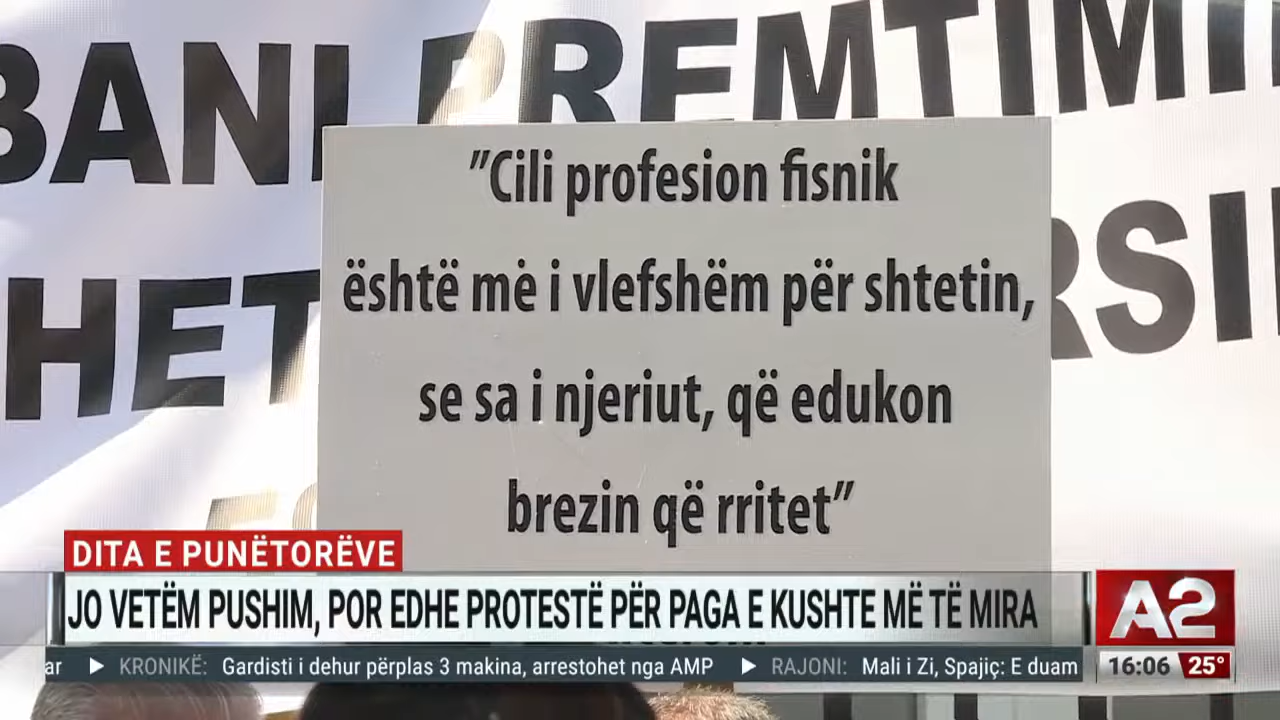 BANI PREMTIMI
HET
RSI
”Cili profesion fisnik
është më i vlefshëm për shtetin,
se sa i njeriut, që edukon
brezin që rritet”
DITA E PUNËTORËVE
JO VETËM PUSHIM, POR EDHE PROTESTË PËR PAGA E KUSHTE MË TË MIRA
A2
ar ▶ KRONIKË: Gardisti i dehur përplas 3 makina, arrestohet nga AMP ▶ RAJONI: Mali i Zi, Spajiç: E duam
16:06 25°